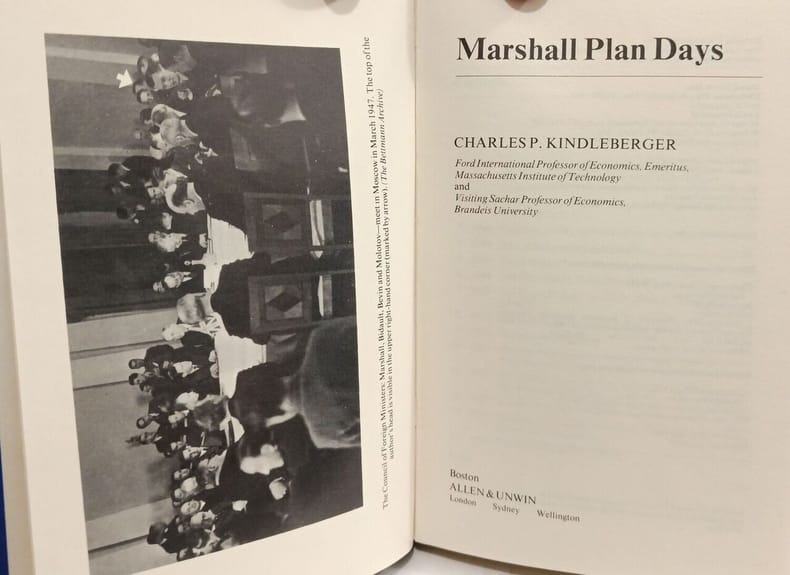 The Council of Foreign Ministers: Marshall, Bidault, Bevin and Molotov—meet in Moscow in March 1947. The top of the
author's head is visible in the upper right-hand corner (marked by arrow). (The Bettmann Archive)
Marshall Plan Days
CHARLES P. KINDLEBERGER
Ford International Professor of Economics, Emeritus,
Massachusetts Institute of Technology
and
Visiting Sachar Professor of Economics,
Brandeis University
Boston
ALLEN & UNWIN
London Sydney Wellington